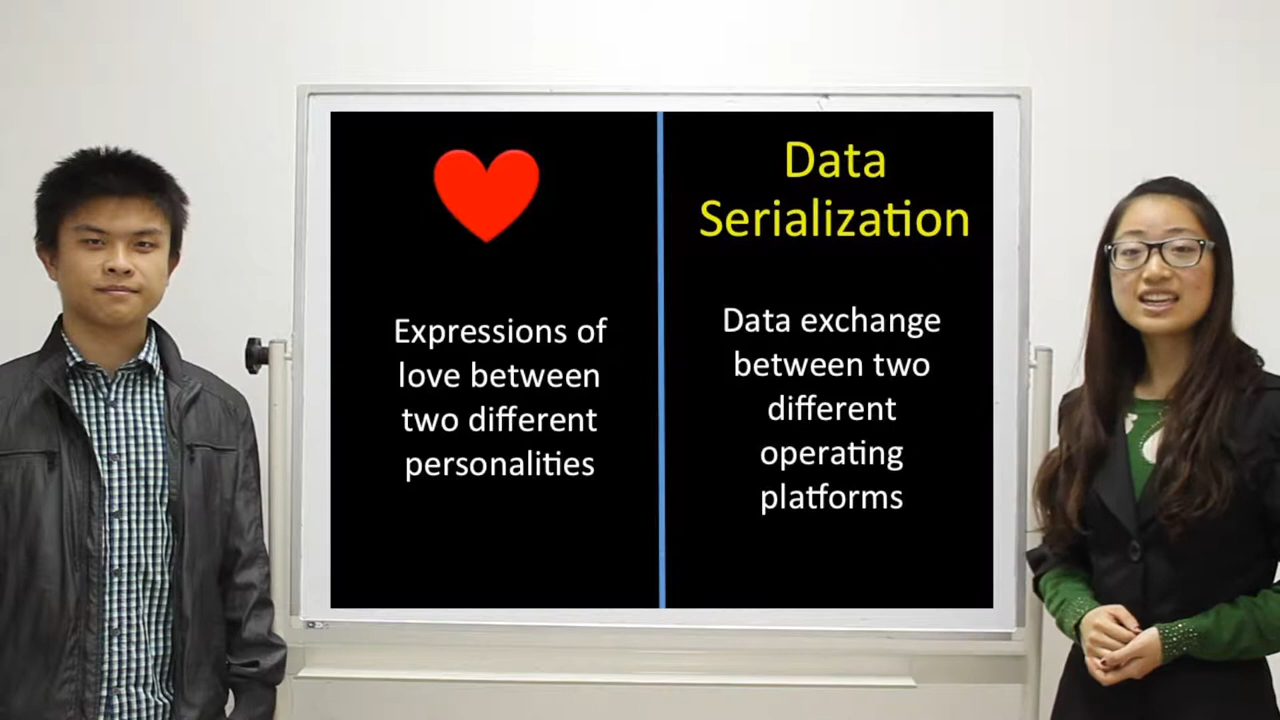 Expressions of
love between
two different
personalities
Data
Serialization
Data exchange
between two
different
operating
platforms